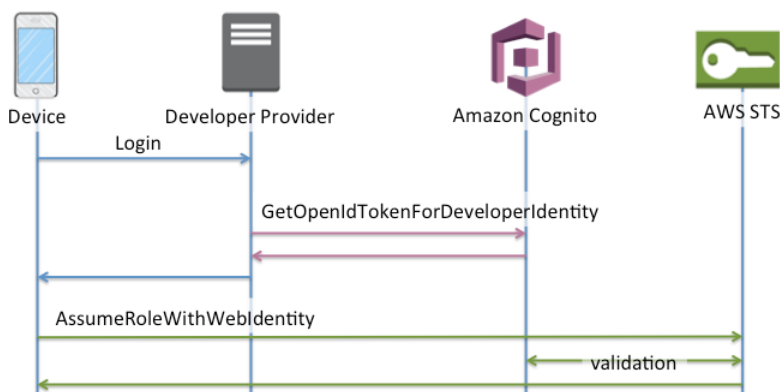 Device
Developer Provider
Amazon Cognito
AWS STS
Login
GetOpenIdTokenForDeveloperIdentity
AssumeRoleWithWebIdentity
validation